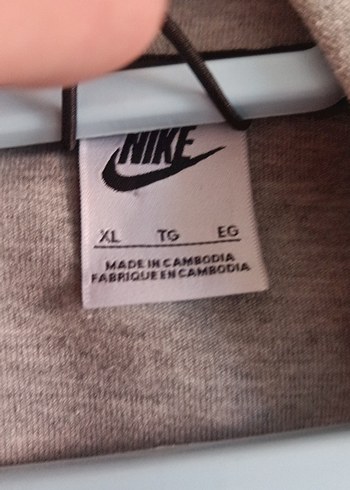 NIKE
XL TG EG
MADE IN CAMBODIA
FABRIQUE EN CAMBODIA